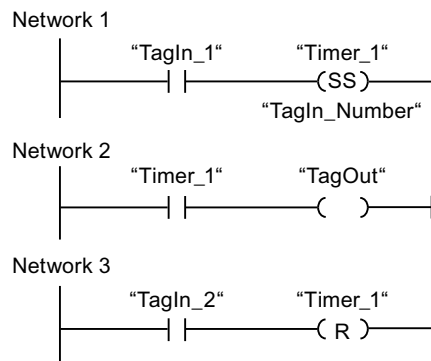 Network 1
“TagIn_1“ “Timer_1“
SS
“TagIn_Number“
Network 2
“Timer_1“ “TagOut“
Network 3
“TagIn_2“ “Timer_1“
R